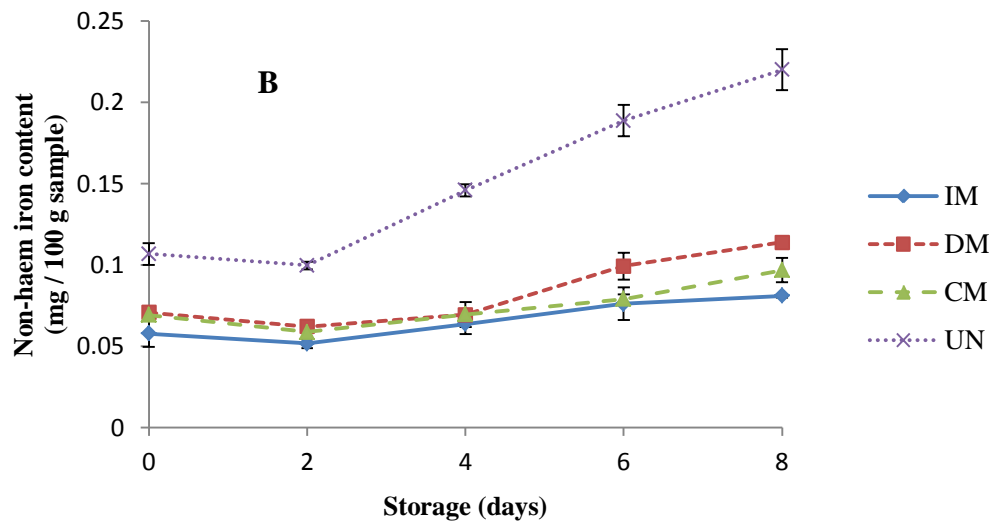 Non-haem iron content
(mg / 100 g sample)
0.25
0.2
0.15
0.1
0.05
0
B
0 2 4 6 8
Storage (days)
IM
DM
CM
UN